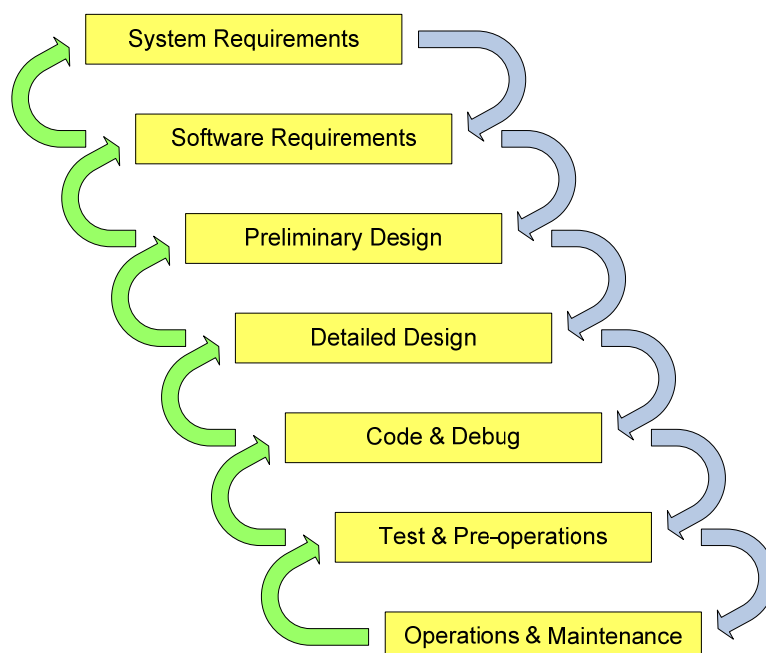 System Requirements
Software Requirements
Preliminary Design
Detailed Design
Code & Debug
Test & Pre-operations
Operations & Maintenance